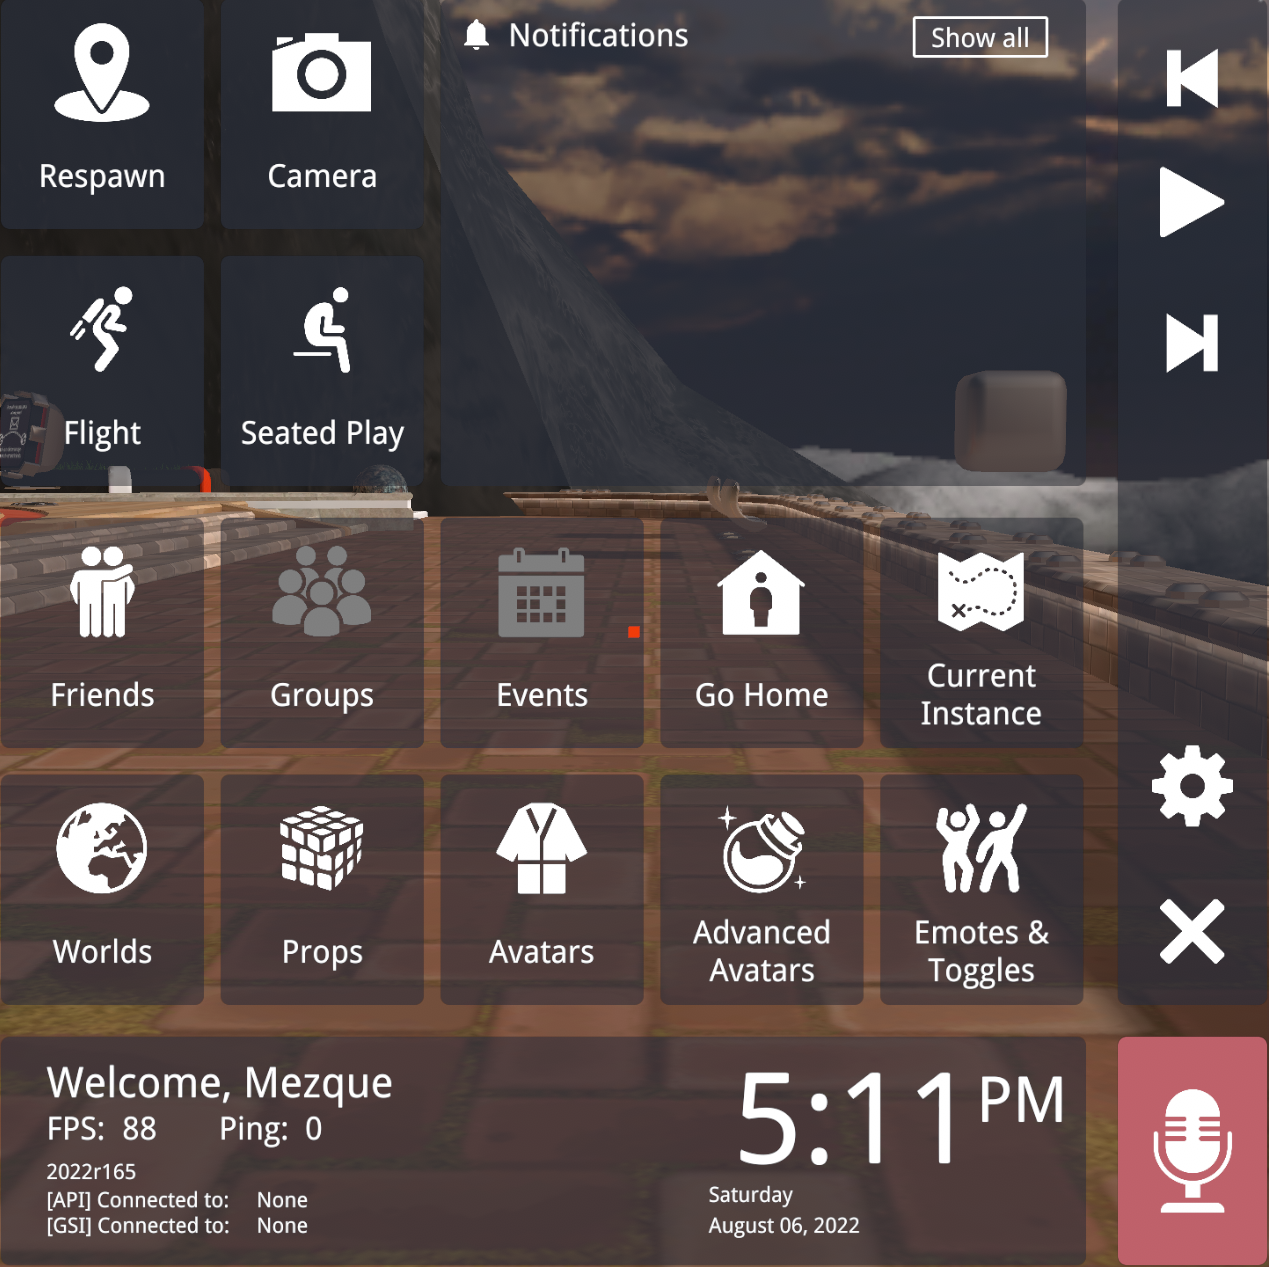 Notifications
Show all
Respawn
Camera
Flight
Seated Play
Friends
Groups
Events
Go Home
Current
Instance
Worlds
Props
Avatars
Advanced
Avatars
Emotes &
Toggles
Welcome, Mezque
FPS: 88 Ping: 0
2022r165
[API] Connected to: None
[GSI] Connected to: None
5:11 PM
Saturday
August 06, 2022